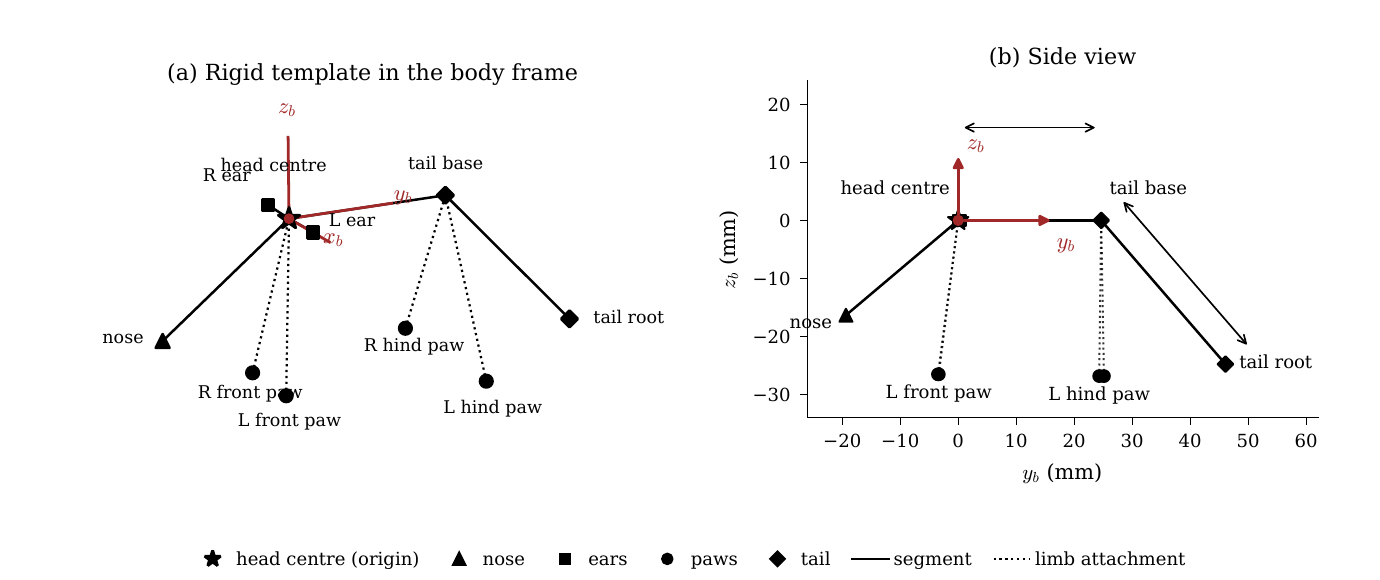 (a) Rigid template in the body frame
z_b
head centre
R ear
tail base
y_b
L ear
x_b
nose
tail root
R hind paw
R front paw
L front paw
L hind paw
(b) Side view
20
10
0
−10
−20
−30
z_b (mm)
z_b
head centre
tail base
y_b
nose
tail root
L front paw
L hind paw
−20 −10 0 10 20 30 40 50 60
y_b (mm)
head centre (origin) nose ears paws tail segment limb attachment